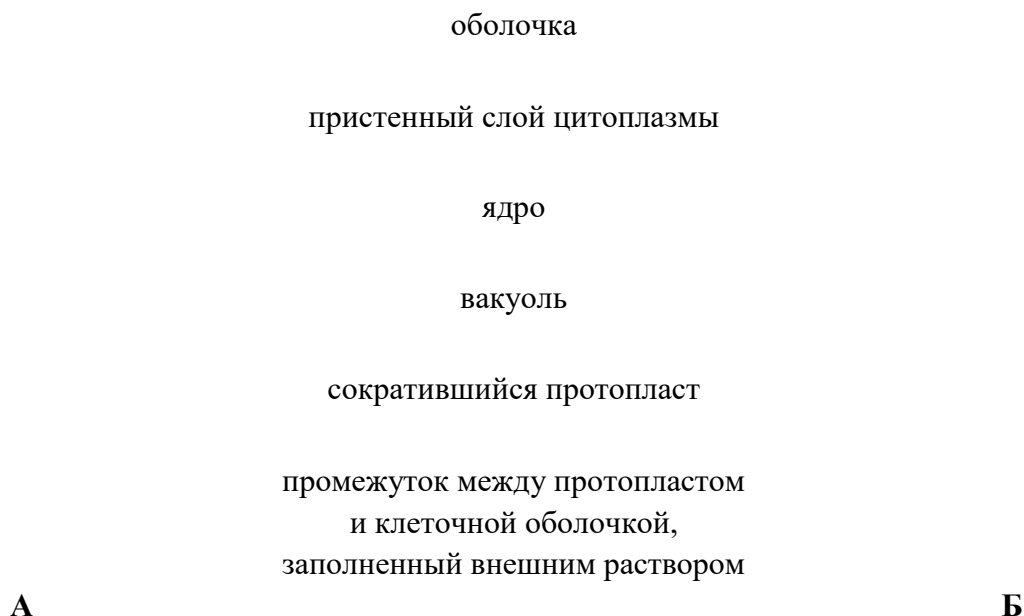 оболочка
пристенный слой цитоплазмы
ядро
вакуоль
сократившийся протопласт
промежуток между протопластом
и клеточной оболочкой,
заполненный внешним раствором
А Б